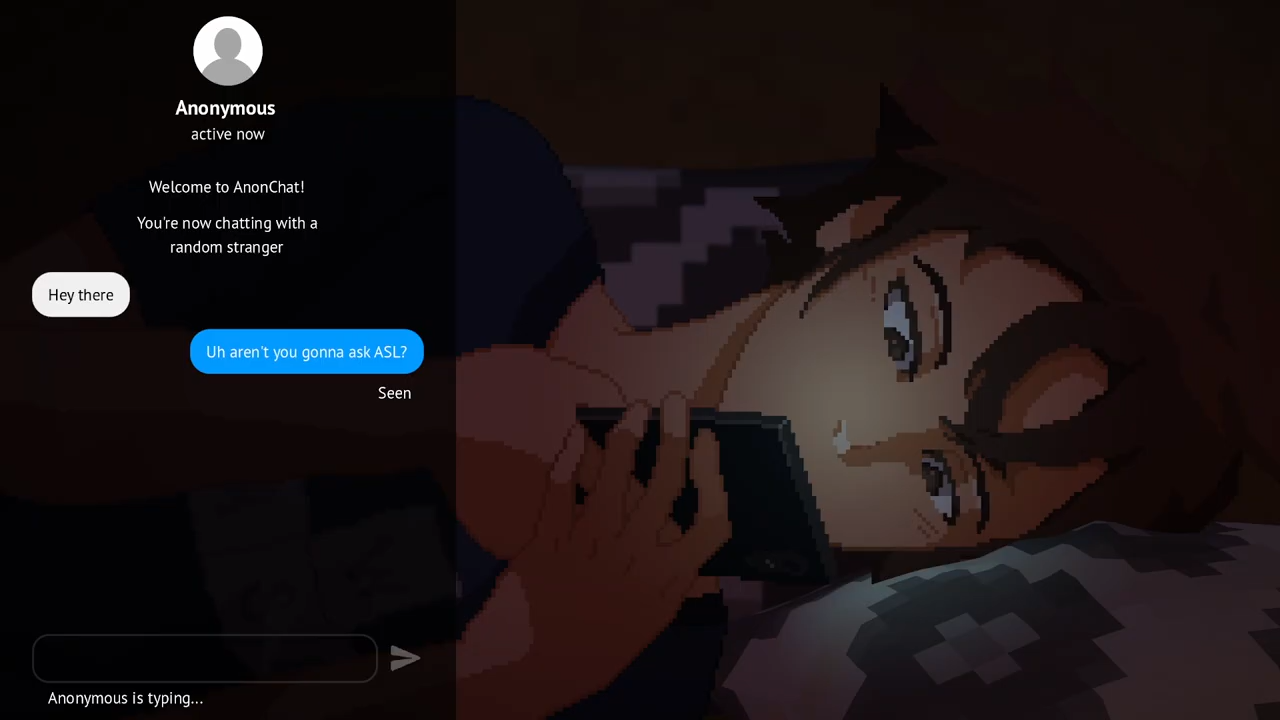 Anonymous
active now
Welcome to AnonChat!
You're now chatting with a
random stranger
Hey there
Uh aren't you gonna ask ASL?
Seen
Anonymous is typing...